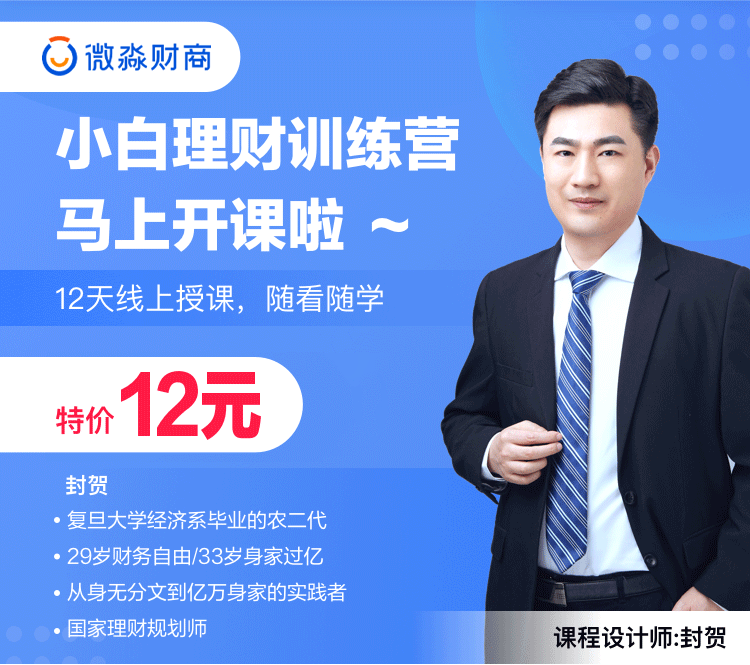 微淼财商
小白理财训练营
马上开课啦 ~
12天线上授课，随看随学
特价 12元
封贺
• 复旦大学经济系毕业的农二代
• 29岁财务自由/33岁身家过亿
• 从身无分文到亿万身家的实践者
• 国家理财规划师
课程设计师:封贺